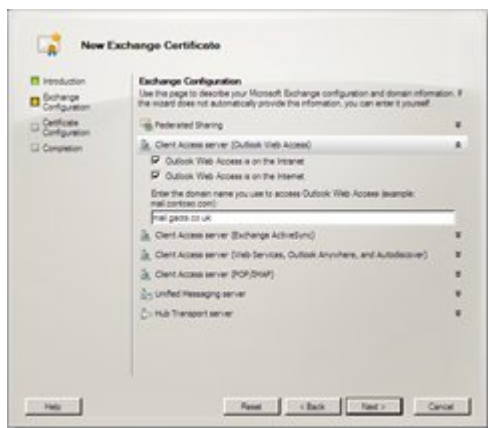 New Exchange Certificate
Introduction
Exchange
Configuration
Certificate
Configuration
Completion
Exchange Configuration
Use this page to describe your Microsoft Exchange configuration and domain information. If
the wizard does not automatically provide this information, you can enter it yourself.
Federated Sharing
Client Access server (Outlook Web Access)
Outlook Web Access is on the Intranet
Outlook Web Access is on the Internet
Enter the domain name you use to access Outlook Web Access (example:
mail.contoso.com):
Client Access server (Exchange ActiveSync)
Client Access server (Web Services, Outlook Anywhere, and Autodiscover)
Client Access server (POP/IMAP)
Unified Messaging server
Hub Transport server
Help
Reset
< Back
Next >
Cancel